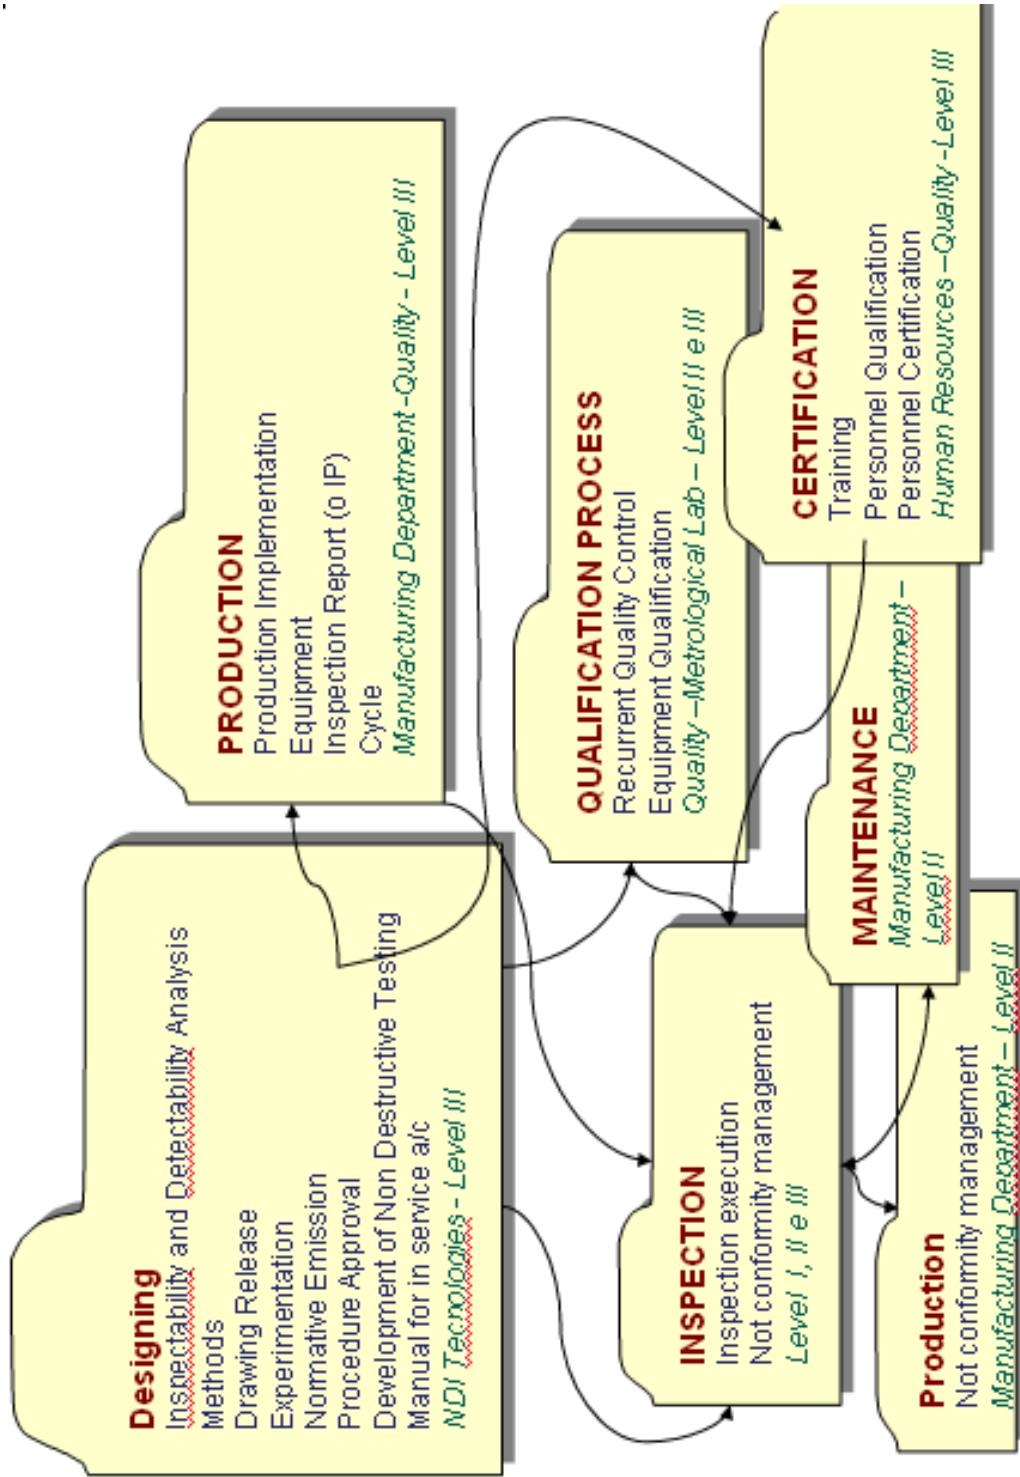 Designing
Inspectability and Detectability Analysis
Methods
Drawing Release
Experimentation
Normative Emission
Procedure Approval
Development of Non Destructive Testing
Manual for in service a/c
NDI Tecnologies - Level III
PRODUCTION
Production Implementation
Equipment
Inspection Report (o IP)
Cycle
Manufacturing Department -Quality - Level III
INSPECTION
Inspection execution
Not conformity management
Level I, II e III
QUALIFICATION PROCESS
Recurrent Quality Control
Equipment Qualification
Quality –Metrological Lab – Level II e III
Production
Not conformity management
Manufacturing Department – Level II
MAINTENANCE
Manufacturing Department –
Level II
CERTIFICATION
Training
Personnel Qualification
Personnel Certification
Human Resources –Quality -Level III